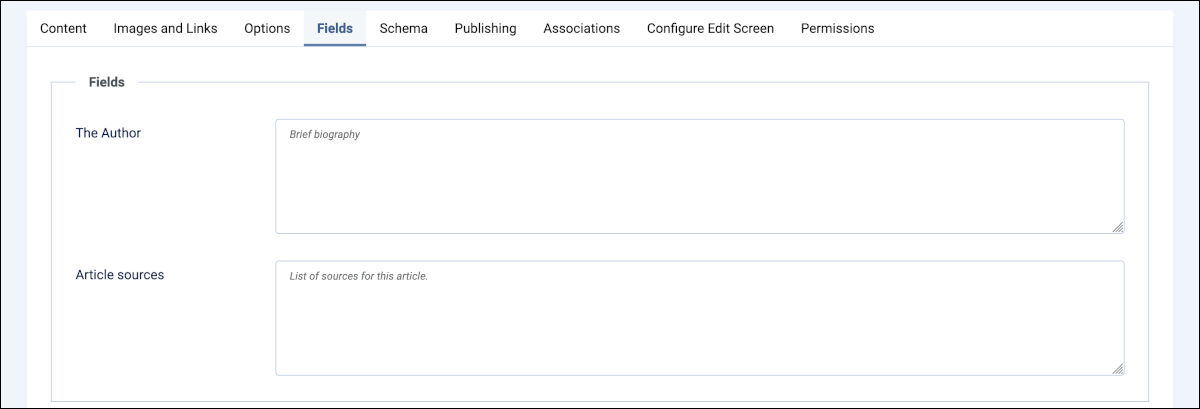 Content Images and Links Options Fields Schema Publishing Associations Configure Edit Screen Permissions
Fields
The Author
Brief biography
Article sources
List of sources for this article.